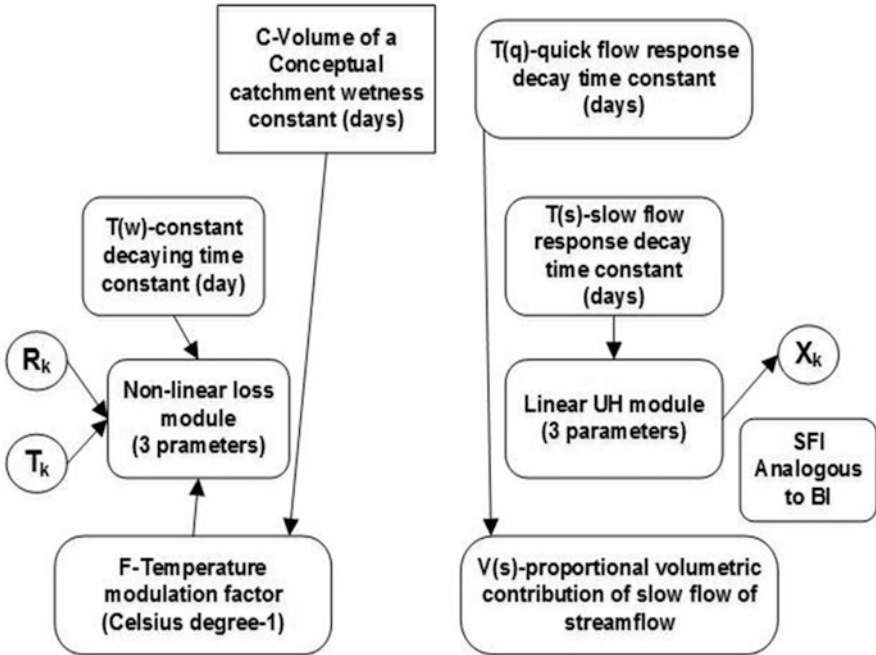 C-Volume of a
Conceptual
catchment wetness
constant (days)
T(q)-quick flow response
decay time constant
(days)
T(w)-constant
decaying time
constant (day)
T(s)-slow flow
response decay
time constant
(days)
Rk
Tk
Non-linear loss
module
(3 prameters)
Linear UH module
(3 parameters)
Xk
SFI
Analogous
to BI
F-Temperature
modulation factor
(Celsius degree-1)
V(s)-proportional volumetric
contribution of slow flow of
streamflow